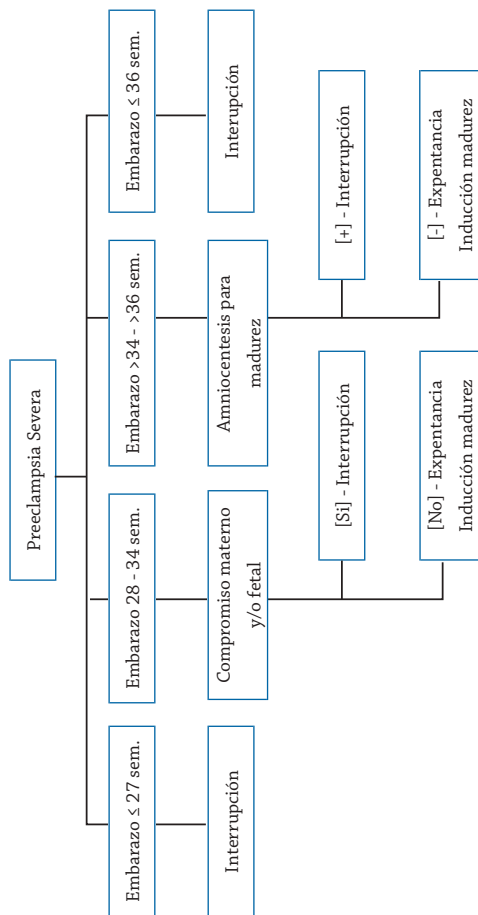 Preeclampsia Severa
Embarazo ≤ 27 sem.
Embarazo 28 - 34 sem.
Embarazo >34 - >36 sem.
Embarazo ≤ 36 sem.
Interrupción
Compromiso materno
y/o fetal
Amniocentesis para
madurez
Interupción
[Si] - Interrupción
[+] - Interrupción
[No] - Expentancia
Inducción madurez
[-] - Expentancia
Inducción madurez